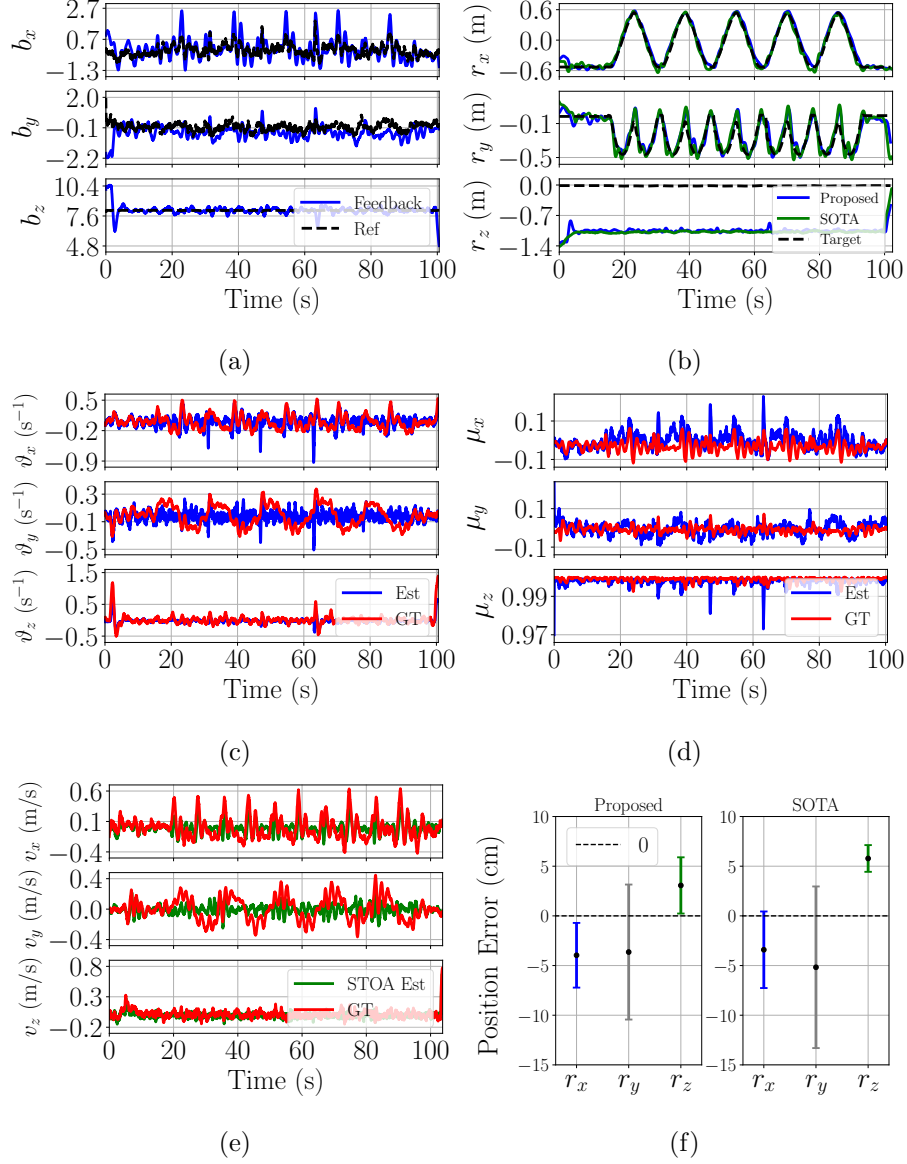 2.7
0.7
−1.3
b_x
2.0
−0.1
−2.2
b_y
10.4
7.6
4.8
b_z
Feedback
Ref
0 20 40 60 80 100
Time (s)
(a)
0.6
0.0
−0.6
r_x (m)
−0.1
−0.5
r_y (m)
0.0
−0.7
−1.4
r_z (m)
Proposed
SOTA
Target
0 20 40 60 80 100
Time (s)
(b)
0.5
−0.2
−0.9
ϑ_x (s⁻¹)
0.3
−0.1
−0.5
ϑ_y (s⁻¹)
1.5
0.5
−0.5
ϑ_z (s⁻¹)
Est
GT
0 20 40 60 80 100
Time (s)
(c)
0.1
−0.1
μ_x
0.1
−0.1
μ_y
0.99
0.97
μ_z
Est
GT
0 20 40 60 80 100
Time (s)
(d)
0.6
0.1
−0.4
v_x (m/s)
0.4
0.0
−0.4
v_y (m/s)
0.8
0.3
−0.2
v_z (m/s)
STOA Est
GT
0 20 40 60 80 100
Time (s)
(e)
Proposed SOTA
10
5
0
−5
−10
−15
Position Error (cm)
0
r_x r_y r_z
10
5
0
−5
−10
−15
r_x r_y r_z
(f)